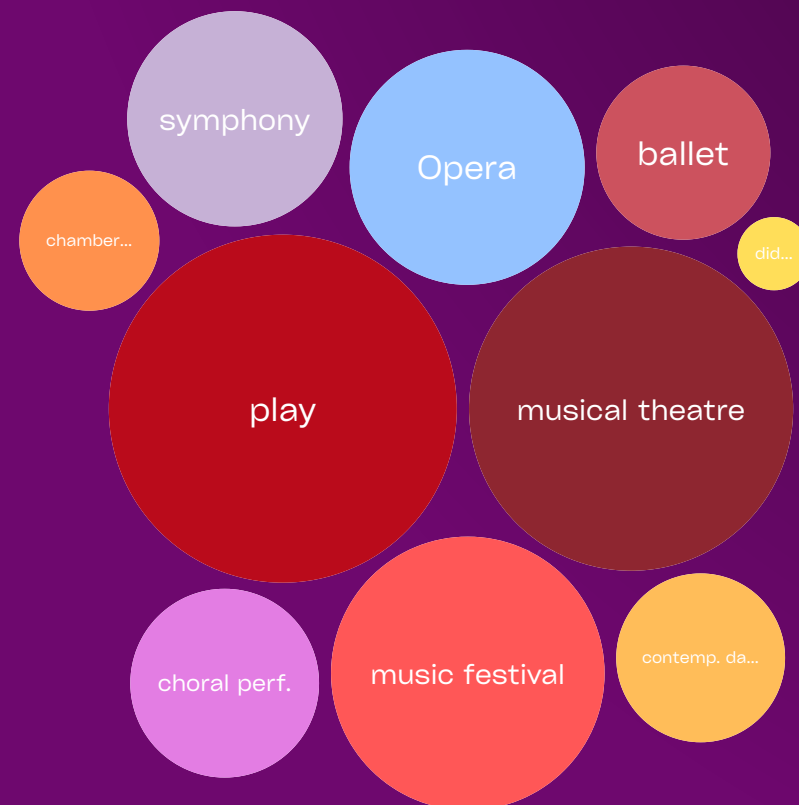 symphony
Opera
ballet
chamber...
did...
play
musical theatre
choral perf.
music festival
contemp. da...